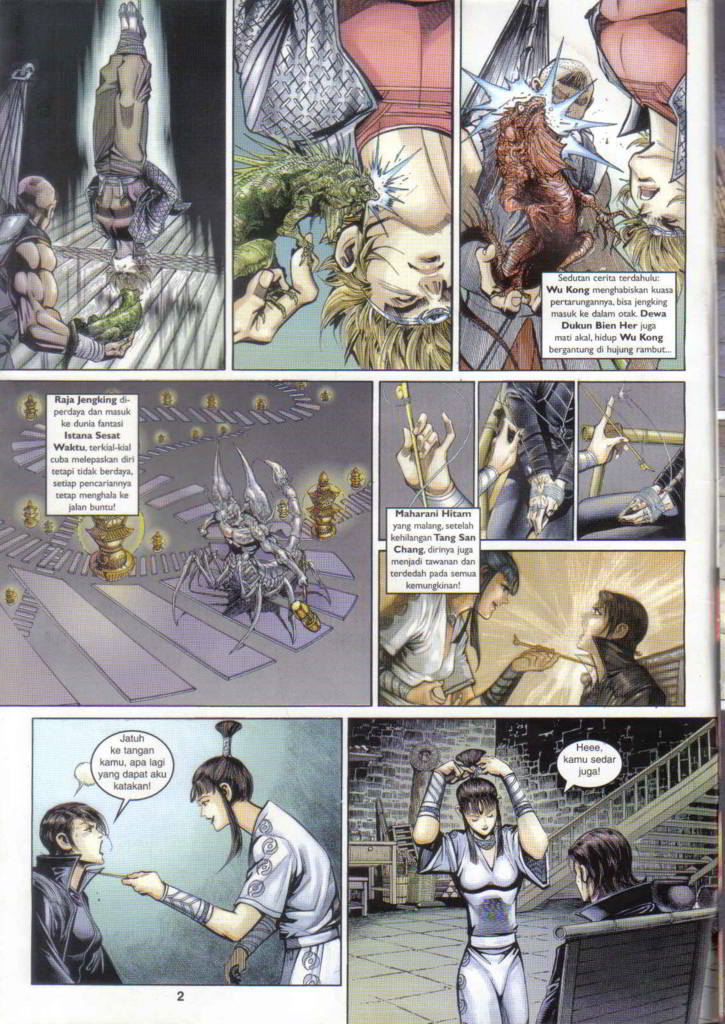 Sedutan cerita terdahulu:
Wu Kong menghabiskan kuasa
pertarungannya, bisa jengking
masuk ke dalam otak. Dewa
Dukun Bien Her juga
mati akal, hidup Wu Kong
bergantung di hujung rambut...
Raja Jengking di-
perdaya dan masuk
ke dunia fantasi
Istana Sesat
Waktu, terkial-kial
cuba melepaskan diri
tetapi tidak berdaya,
setiap pencariannya
tetap menghala ke
jalan buntu!
Maharani Hitam
yang malang, setelah
kehilangan Tang San
Chang, dirinya juga
menjadi tawanan dan
terdedah pada semua
kemungkinan!
Jatuh
ke tangan
kamu, apa lagi
yang dapat aku
katakan!
Heee,
kamu sedar
juga!
2